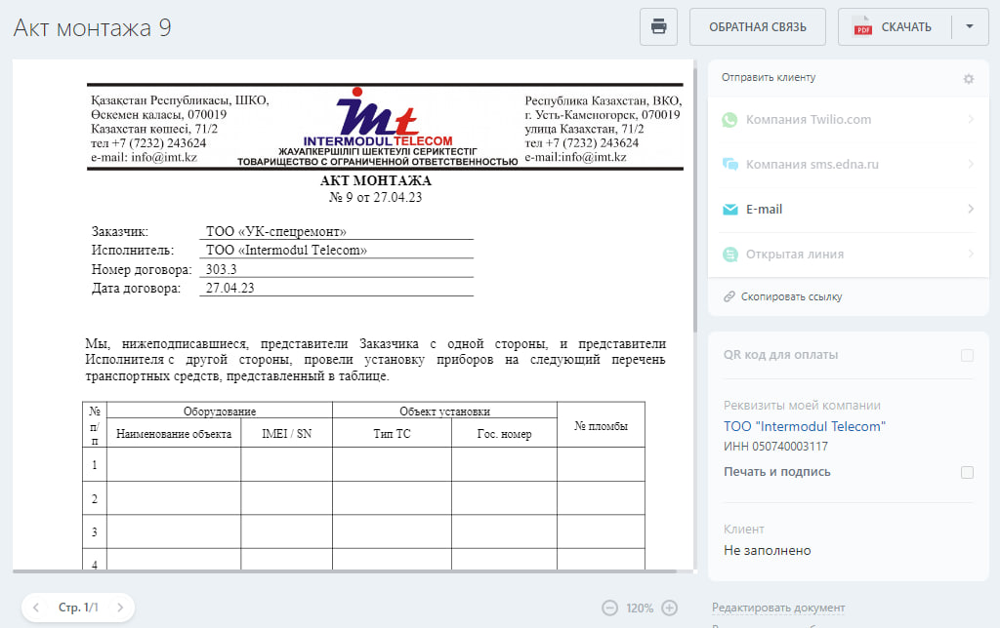 Акт монтажа 9
ОБРАТНАЯ СВЯЗЬ
PDF
СКАЧАТЬ
Қазақстан Республикасы, ШКО,
Өскемен қаласы, 070019
Казахстан көшесі, 71/2
тел +7 (7232) 243624
e-mail: info@imt.kz
imt
INTERMODUL TELECOM
ЖАУАПКЕРШІЛІГІ ШЕКТЕУЛІ СЕРИКТЕСТІГ
ТОВАРИЩЕСТВО С ОГРАНИЧЕННОЙ ОТВЕТСТВЕННОСТЬЮ
Республика Казахстан, ВКО,
г. Усть-Каменогорск, 070019
улица Казахстан, 71/2
тел +7 (7232) 243624
e-mail:info@imt.kz
АКТ МОНТАЖА
№ 9 от 27.04.23
Заказчик: ТОО «УК-спецремонт»
Исполнитель: ТОО «Intermodul Telecom»
Номер договора: 303.3
Дата договора: 27.04.23
Мы, нижеподписавшиеся, представители Заказчика с одной стороны, и представители
Исполнителя с другой стороны, провели установку приборов на следующий перечень
транспортных средств, представленный в таблице.
№ п/п
Оборудование
Объект установки
№ пломбы
Наименование объекта
IMEI / SN
Тип ТС
Гос. номер
1
2
3
4
Стр. 1/1
120%
Отправить клиенту
Компания Twilio.com
Компания sms.edna.ru
E-mail
Открытая линия
Скопировать ссылку
QR код для оплаты
Реквизиты моей компании
ТОО "Intermodul Telecom"
ИНН 050740003117
Печать и подпись
Клиент
Не заполнено
Редактировать документ